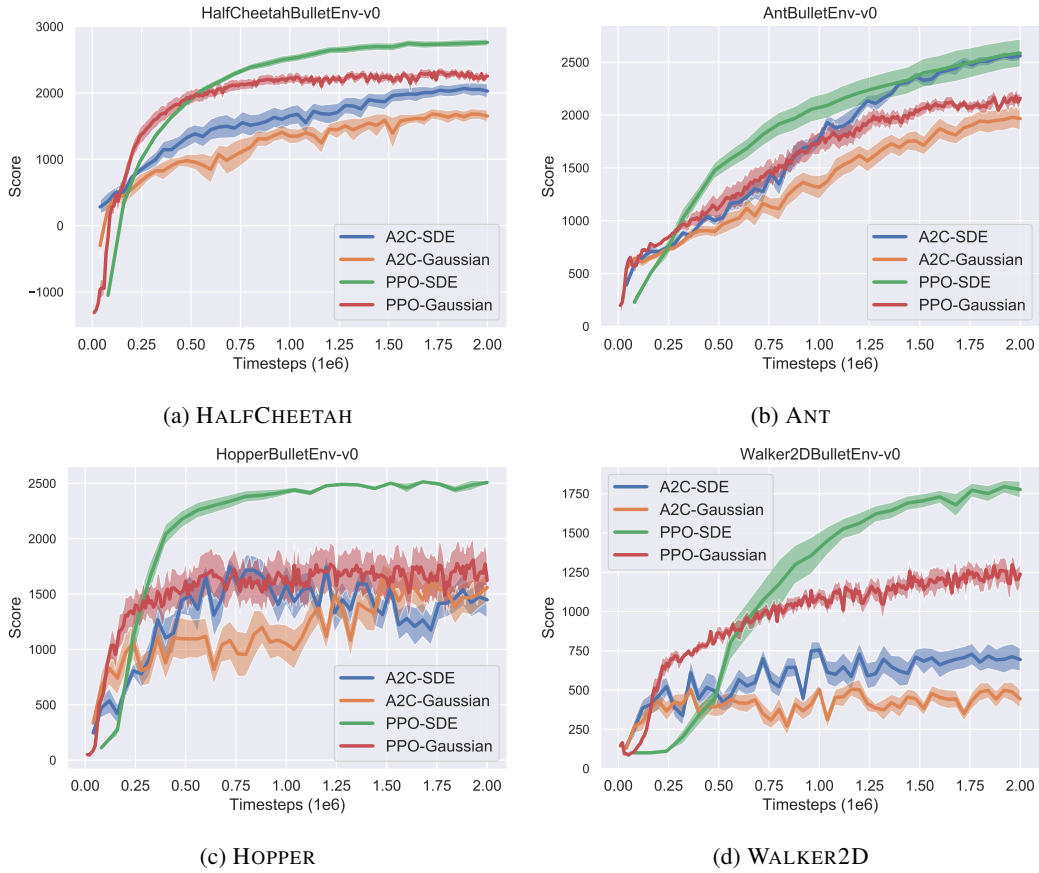 HalfCheetahBulletEnv-v0
3000
2000
1000
0
−1000
Score
A2C-SDE
A2C-Gaussian
PPO-SDE
PPO-Gaussian
0.00 0.25 0.50 0.75 1.00 1.25 1.50 1.75 2.00
Timesteps (1e6)
(a) HALFCHEETAH
AntBulletEnv-v0
2500
2000
1500
1000
500
0
Score
A2C-SDE
A2C-Gaussian
PPO-SDE
PPO-Gaussian
0.00 0.25 0.50 0.75 1.00 1.25 1.50 1.75 2.00
Timesteps (1e6)
(b) ANT
HopperBulletEnv-v0
2500
2000
1500
1000
500
0
Score
A2C-SDE
A2C-Gaussian
PPO-SDE
PPO-Gaussian
0.00 0.25 0.50 0.75 1.00 1.25 1.50 1.75 2.00
Timesteps (1e6)
(c) HOPPER
Walker2DBulletEnv-v0
1750
1500
1250
1000
750
500
250
0
Score
A2C-SDE
A2C-Gaussian
PPO-SDE
PPO-Gaussian
0.00 0.25 0.50 0.75 1.00 1.25 1.50 1.75 2.00
Timesteps (1e6)
(d) WALKER2D